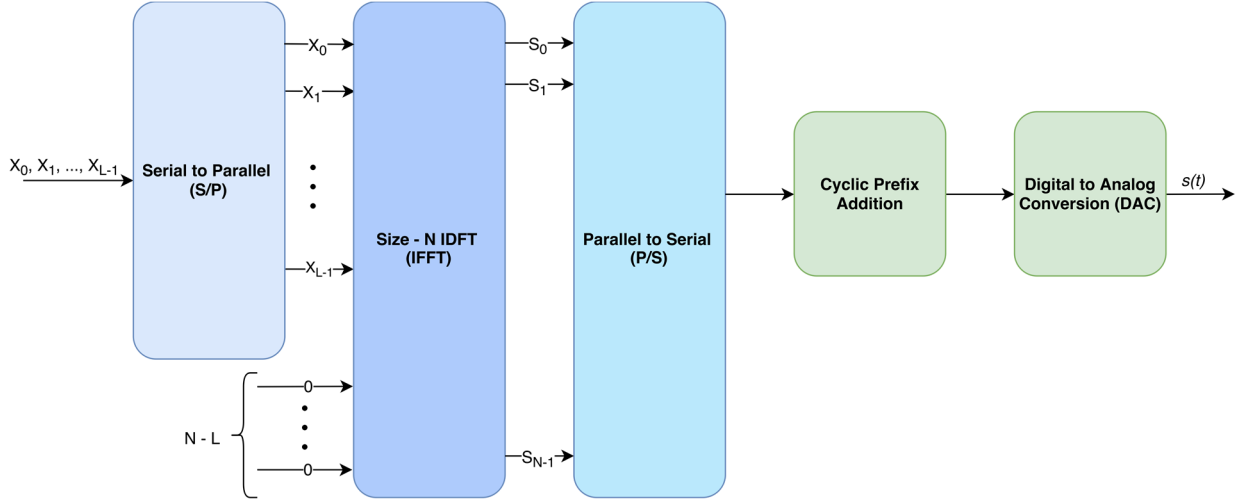 X0, X1, ..., XL-1
Serial to Parallel
(S/P)
X0
X1
XL-1
N - L
0
0
Size - N IDFT
(IFFT)
S0
S1
SN-1
Parallel to Serial
(P/S)
Cyclic Prefix
Addition
Digital to Analog
Conversion (DAC)
s(t)